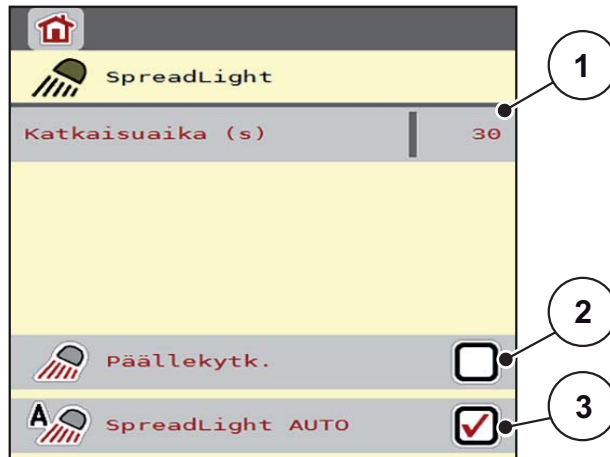 SpreadLight
1
Katkaisuaika (s) 30
Päällekytk.
2
A
SpreadLight AUTO
3